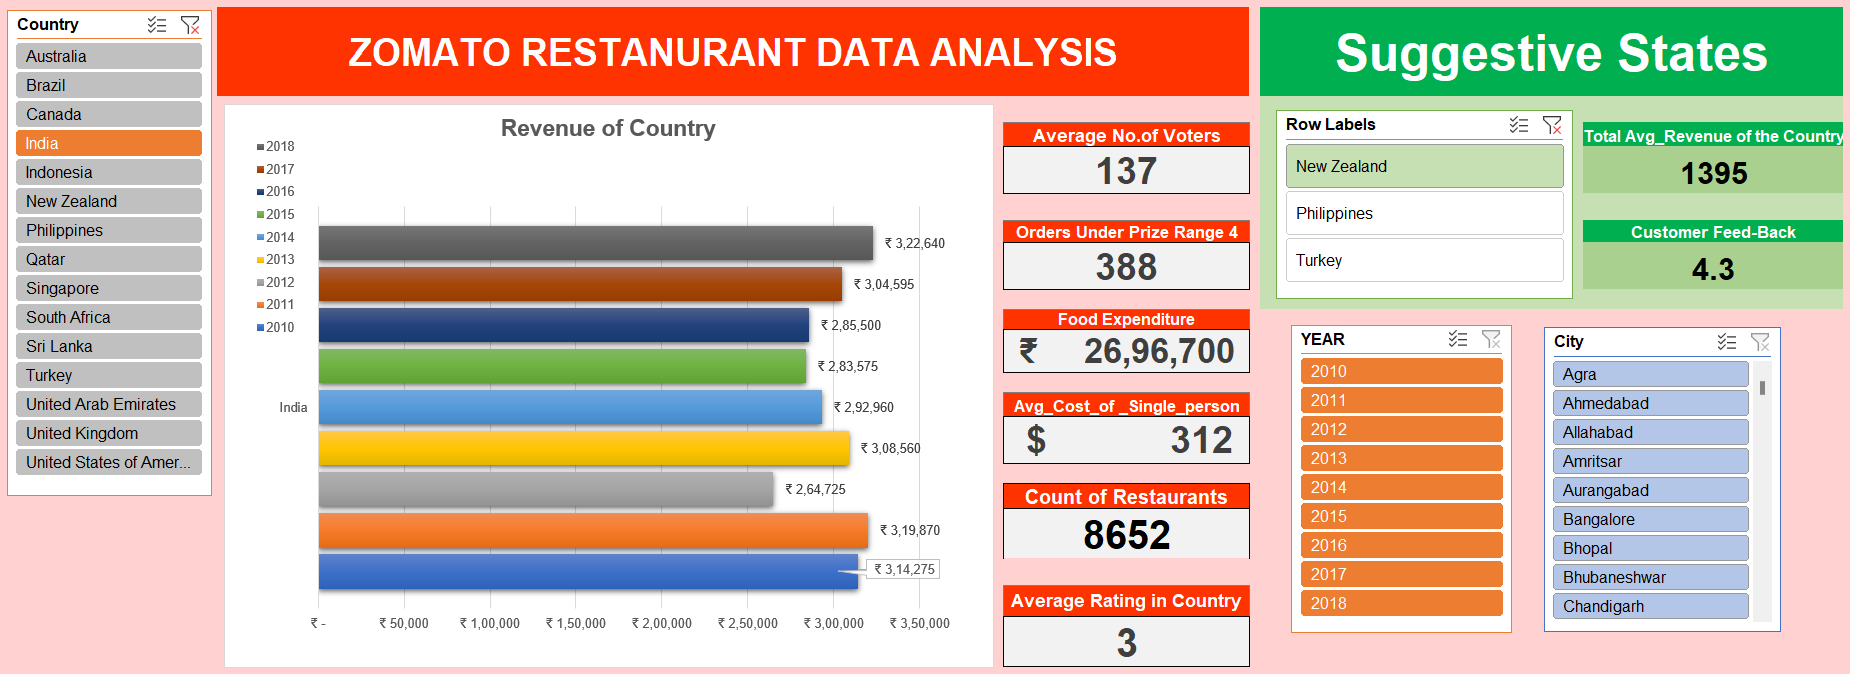 Country
Australia
Brazil
Canada
India
Indonesia
New Zealand
Philippines
Qatar
Singapore
South Africa
Sri Lanka
Turkey
United Arab Emirates
United Kingdom
United States of Amer...
ZOMATO RESTANURANT DATA ANALYSIS
Revenue of Country
2018
2017
2016
2015
2014
2013
2012
2011
2010
India
₹ 3,22,640
₹ 3,04,595
₹ 2,85,500
₹ 2,83,575
₹ 2,92,960
₹ 3,08,560
₹ 2,64,725
₹ 3,19,870
₹ 3,14,275
₹ - ₹ 50,000 ₹ 1,00,000 ₹ 1,50,000 ₹ 2,00,000 ₹ 2,50,000 ₹ 3,00,000 ₹ 3,50,000
Average No.of Voters
137
Orders Under Prize Range 4
388
Food Expenditure
₹ 26,96,700
Avg_Cost_of _Single_person
$ 312
Count of Restaurants
8652
Average Rating in Country
3
Suggestive States
Row Labels
New Zealand
Philippines
Turkey
Total Avg_Revenue of the Country
1395
Customer Feed-Back
4.3
YEAR
2010
2011
2012
2013
2014
2015
2016
2017
2018
City
Agra
Ahmedabad
Allahabad
Amritsar
Aurangabad
Bangalore
Bhopal
Bhubaneshwar
Chandigarh